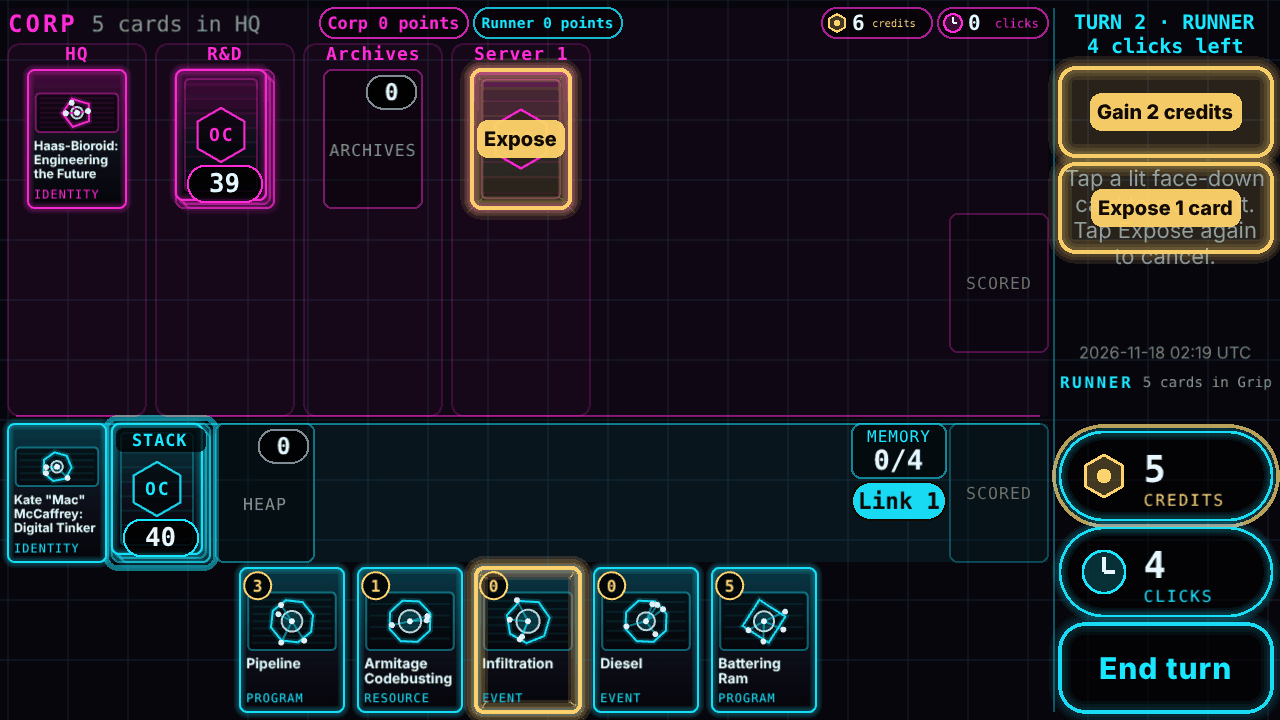 CORP 5 cards in HQ
Corp 0 points
Runner 0 points
6 credits
0 clicks
TURN 2 · RUNNER
4 clicks left
HQ
R&D
Archives
Server 1
Haas-Bioroid:
Engineering
the Future
IDENTITY
OC
39
0
ARCHIVES
Expose
SCORED
Gain 2 credits
Tap a lit face-down
Expose 1 card
Tap Expose again
to cancel.
2026-11-18 02:19 UTC
RUNNER 5 cards in Grip
Kate "Mac"
McCaffrey:
Digital Tinker
IDENTITY
STACK
OC
40
0
HEAP
MEMORY
0/4
Link 1
SCORED
5
CREDITS
4
CLICKS
End turn
3
Pipeline
PROGRAM
1
Armitage
Codebusting
RESOURCE
0
Infiltration
EVENT
0
Diesel
EVENT
5
Battering
Ram
PROGRAM